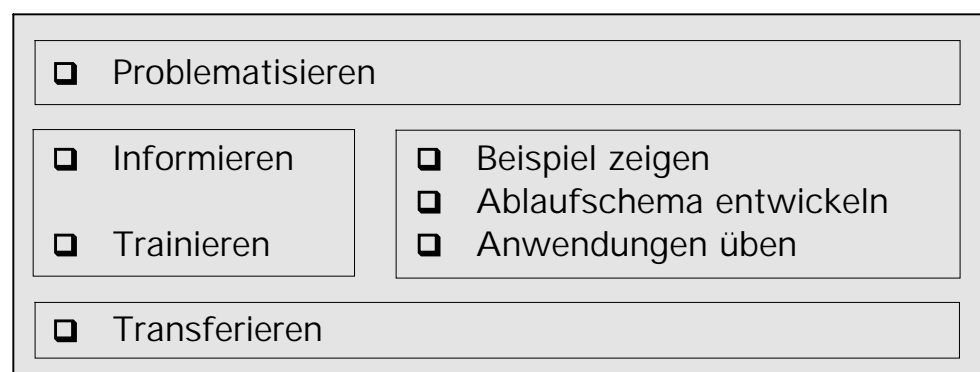 Problematisieren
Informieren
Trainieren
Beispiel zeigen
Ablaufschema entwickeln
Anwendungen üben
Transferieren